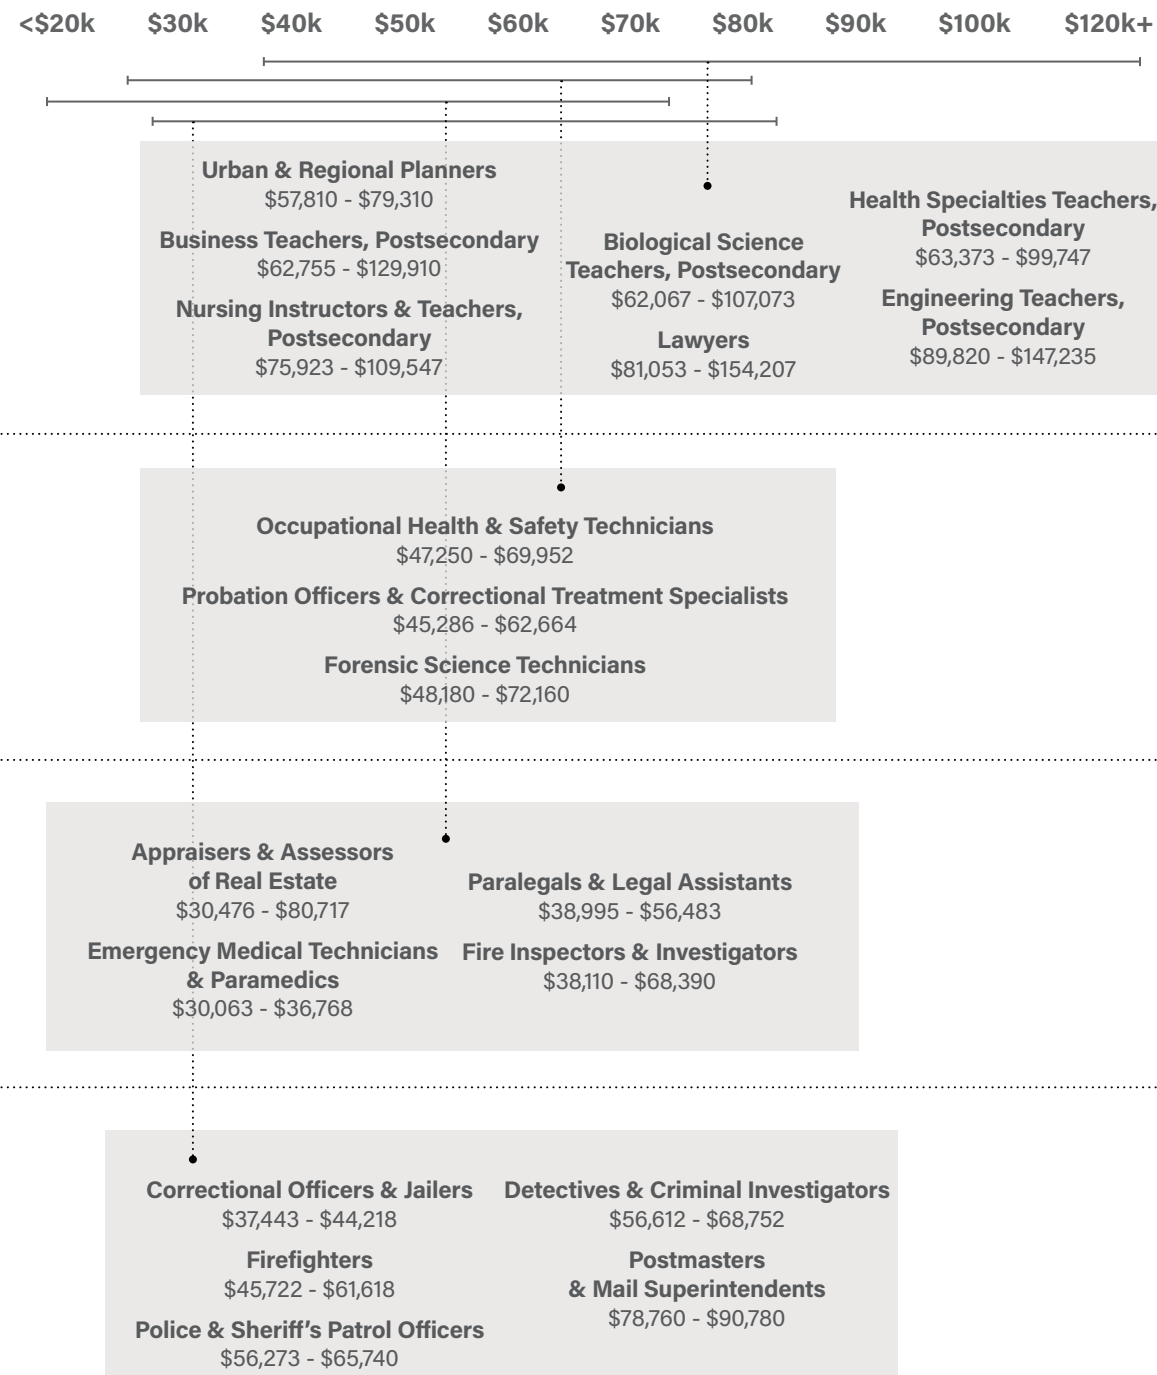 <$20k $30k $40k $50k $60k $70k $80k $90k $100k $120k+
Urban & Regional Planners
$57,810 - $79,310
Business Teachers, Postsecondary
$62,755 - $129,910
Nursing Instructors & Teachers,
Postsecondary
$75,923 - $109,547
Biological Science
Teachers, Postsecondary
$62,067 - $107,073
Lawyers
$81,053 - $154,207
Health Specialties Teachers,
Postsecondary
$63,373 - $99,747
Engineering Teachers,
Postsecondary
$89,820 - $147,235
Occupational Health & Safety Technicians
$47,250 - $69,952
Probation Officers & Correctional Treatment Specialists
$45,286 - $62,664
Forensic Science Technicians
$48,180 - $72,160
Appraisers & Assessors
of Real Estate
$30,476 - $80,717
Emergency Medical Technicians
& Paramedics
$30,063 - $36,768
Paralegals & Legal Assistants
$38,995 - $56,483
Fire Inspectors & Investigators
$38,110 - $68,390
Correctional Officers & Jailers
$37,443 - $44,218
Firefighters
$45,722 - $61,618
Police & Sheriff’s Patrol Officers
$56,273 - $65,740
Detectives & Criminal Investigators
$56,612 - $68,752
Postmasters
& Mail Superintendents
$78,760 - $90,780